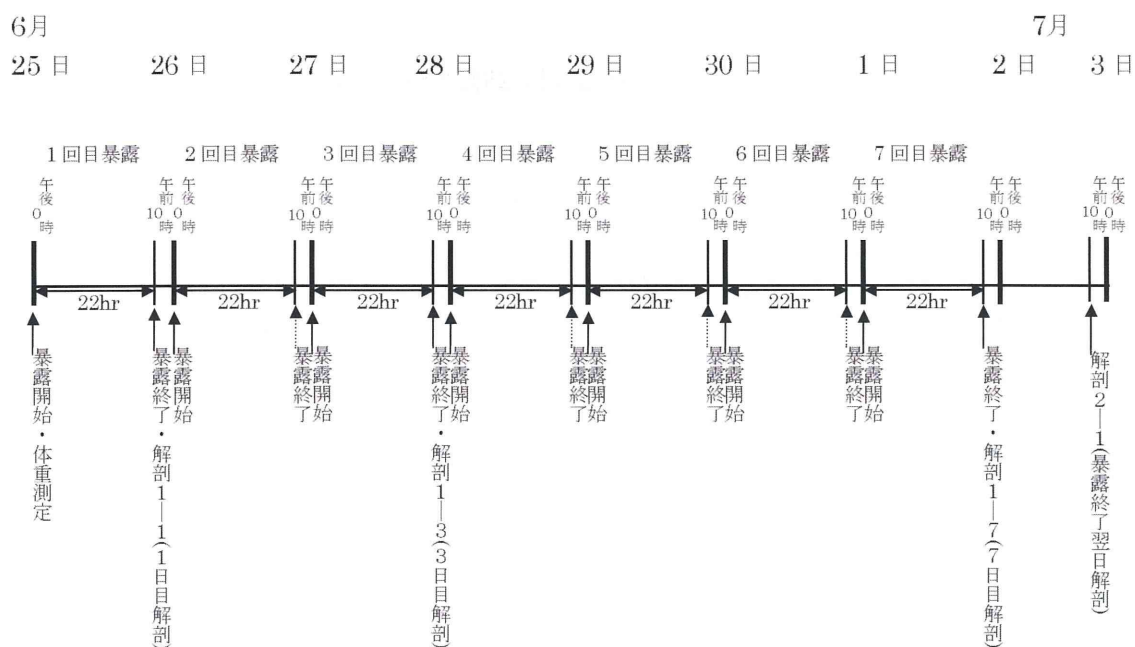 6月 7月
25日 26日 27日 28日 29日 30日 1日 2日 3日
1回目暴露 2回目暴露 3回目暴露 4回目暴露 5回目暴露 6回目暴露 7回目暴露
午後0時
午前10時
午後0時
午前10時
午後0時
午前10時
午後0時
午前10時
午後0時
午前10時
午後0時
午前10時
午後0時
午前10時
午後0時
午前10時
午後0時
22hr 22hr 22hr 22hr 22hr 22hr 22hr
暴露開始・体重測定
暴露終了・解剖1―1(1日目解剖)
暴露開始
暴露終了
暴露開始
暴露終了・解剖1―3(3日目解剖)
暴露開始
暴露終了
暴露開始
暴露終了
暴露開始
暴露終了
暴露開始
暴露終了・解剖1―7(7日目解剖)
解剖2―1(暴露終了翌日解剖)